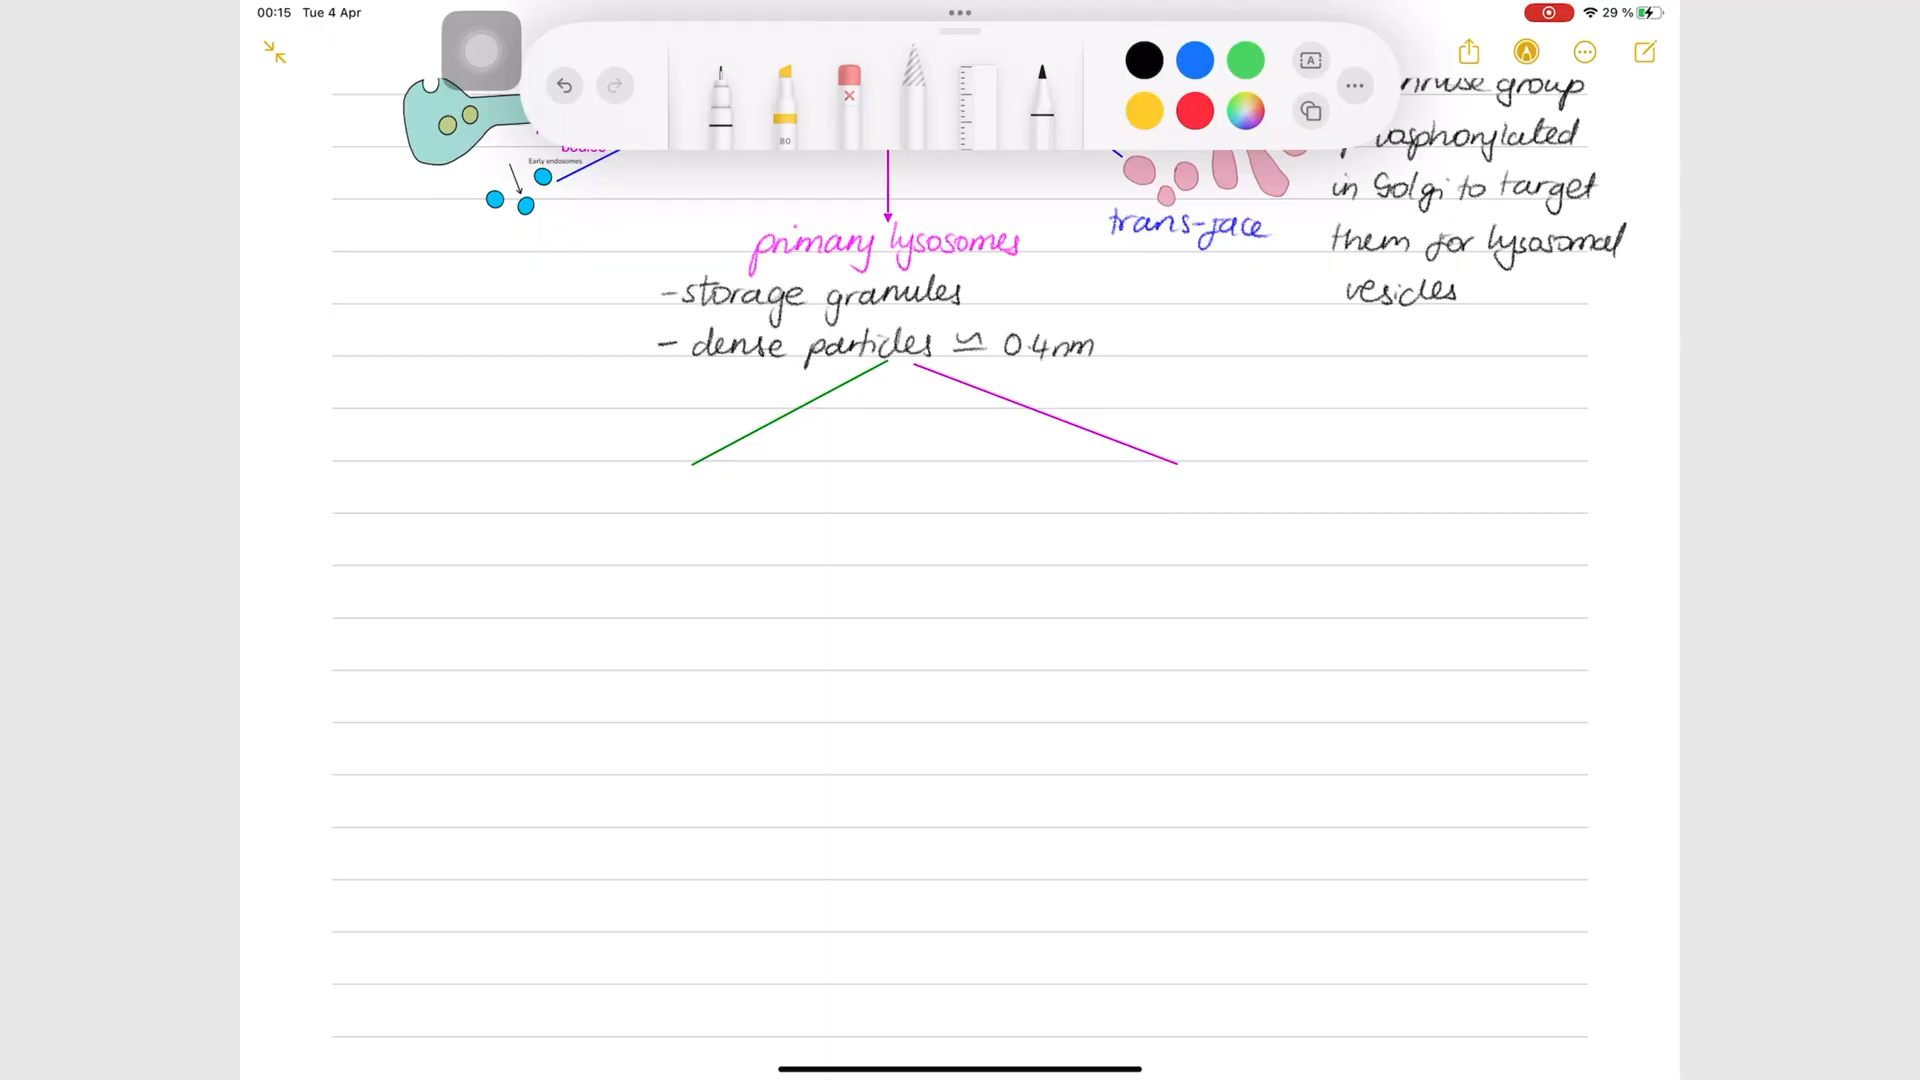 00:15 Tue 4 Apr
29 %
A
80
group
Early endosomes
in Golgi to target
trans-face
them for lysosomal
primary lysosomes
vesicles
-storage granules
- dense particles ≃ 0.4nm